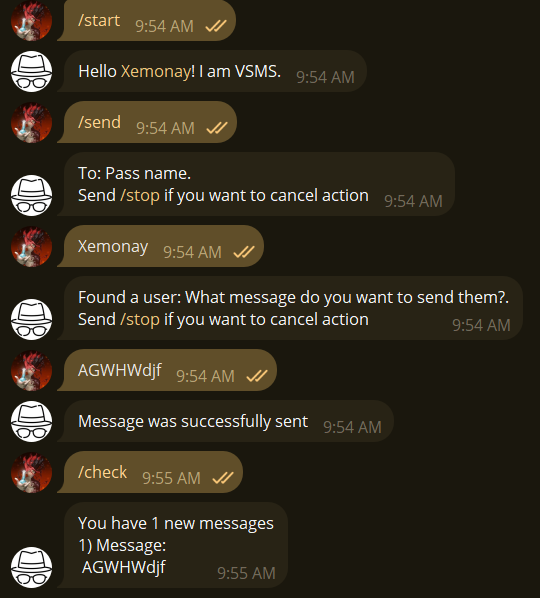 /start 9:54 AM
Hello Xemonay! I am VSMS. 9:54 AM
/send 9:54 AM
To: Pass name.
Send /stop if you want to cancel action 9:54 AM
Xemonay 9:54 AM
Found a user: What message do you want to send them?.
Send /stop if you want to cancel action 9:54 AM
AGWHWdjf 9:54 AM
Message was successfully sent 9:54 AM
/check 9:55 AM
You have 1 new messages
1) Message:
AGWHWdjf 9:55 AM